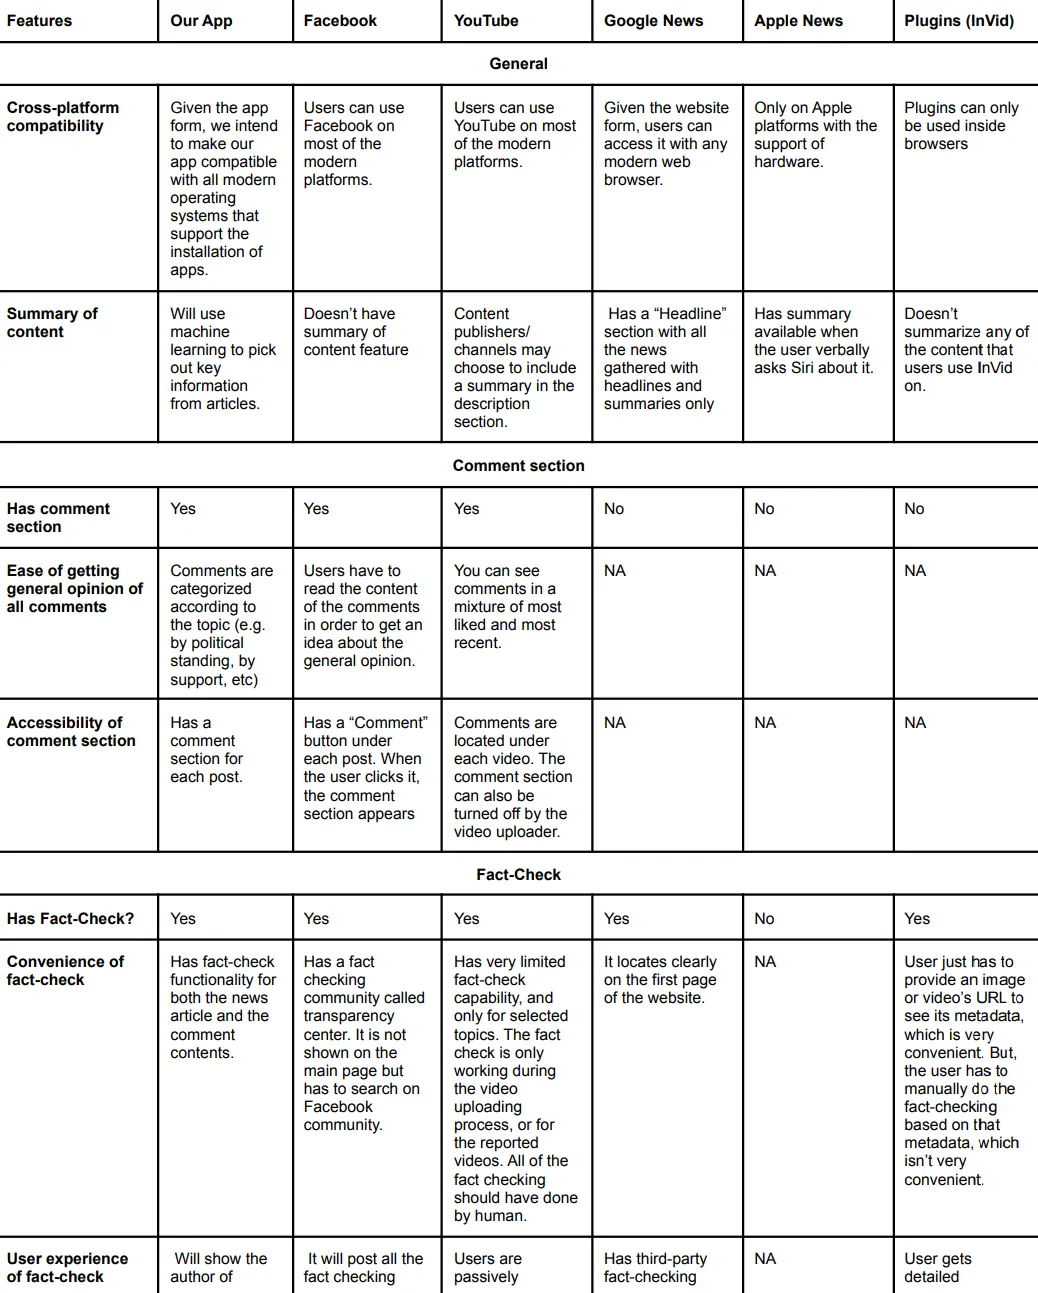 Features Our App Facebook YouTube Google News Apple News Plugins (InVid)
General
Cross-platform
compatibility
Given the app
form, we intend
to make our
app compatible
with all modern
operating
systems that
support the
installation of
apps.
Users can use
Facebook on
most of the
modern
platforms.
Users can use
YouTube on most
of the modern
platforms.
Given the website
form, users can
access it with any
modern web
browser.
Only on Apple
platforms with the
support of
hardware.
Plugins can only
be used inside
browsers
Summary of
content
Will use
machine
learning to pick
out key
information
from articles.
Doesn’t have
summary of
content feature
Content
publishers/
channels may
choose to include
a summary in the
description
section.
Has a “Headline”
section with all
the news
gathered with
headlines and
summaries only
Has summary
available when
the user verbally
asks Siri about it.
Doesn’t
summarize any of
the content that
users use InVid
on.
Comment section
Has comment
section
Yes
Yes
Yes
No
No
No
Ease of getting
general opinion of
all comments
Comments are
categorized
according to
the topic (e.g.
by political
standing, by
support, etc)
Users have to
read the content
of the comments
in order to get an
idea about the
general opinion.
You can see
comments in a
mixture of most
liked and most
recent.
NA
NA
NA
Accessibility of
comment section
Has a
comment
section for
each post.
Has a “Comment”
button under
each post. When
the user clicks it,
the comment
section appears
Comments are
located under
each video. The
comment section
can also be
turned off by the
video uploader.
NA
NA
NA
Fact-Check
Has Fact-Check?
Yes
Yes
Yes
Yes
No
Yes
Convenience of
fact-check
Has fact-check
functionality for
both the news
article and the
comment
contents.
Has a fact
checking
community called
transparency
center. It is not
shown on the
main page but
has to search on
Facebook
community.
Has very limited
fact-check
capability, and
only for selected
topics. The fact
check is only
working during
the video
uploading
process, or for
the reported
videos. All of the
fact checking
should have done
by human.
It locates clearly
on the first page
of the website.
NA
User just has to
provide an image
or video’s URL to
see its metadata,
which is very
convenient. But,
the user has to
manually do the
fact-checking
based on that
metadata, which
isn’t very
convenient.
User experience
of fact-check
Will show the
author of
It will post all the
fact checking
Users are
passively
Has third-party
fact-checking
NA
User gets
detailed